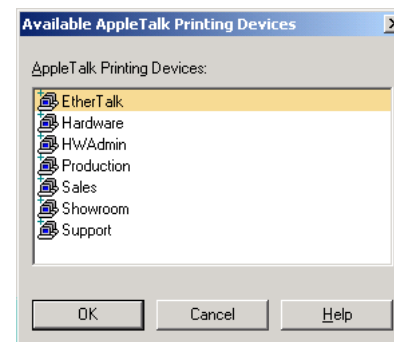 Available AppleTalk Printing Devices
AppleTalk Printing Devices:
EtherTalk
Hardware
HWAdmin
Production
Sales
Showroom
Support
OK Cancel Help